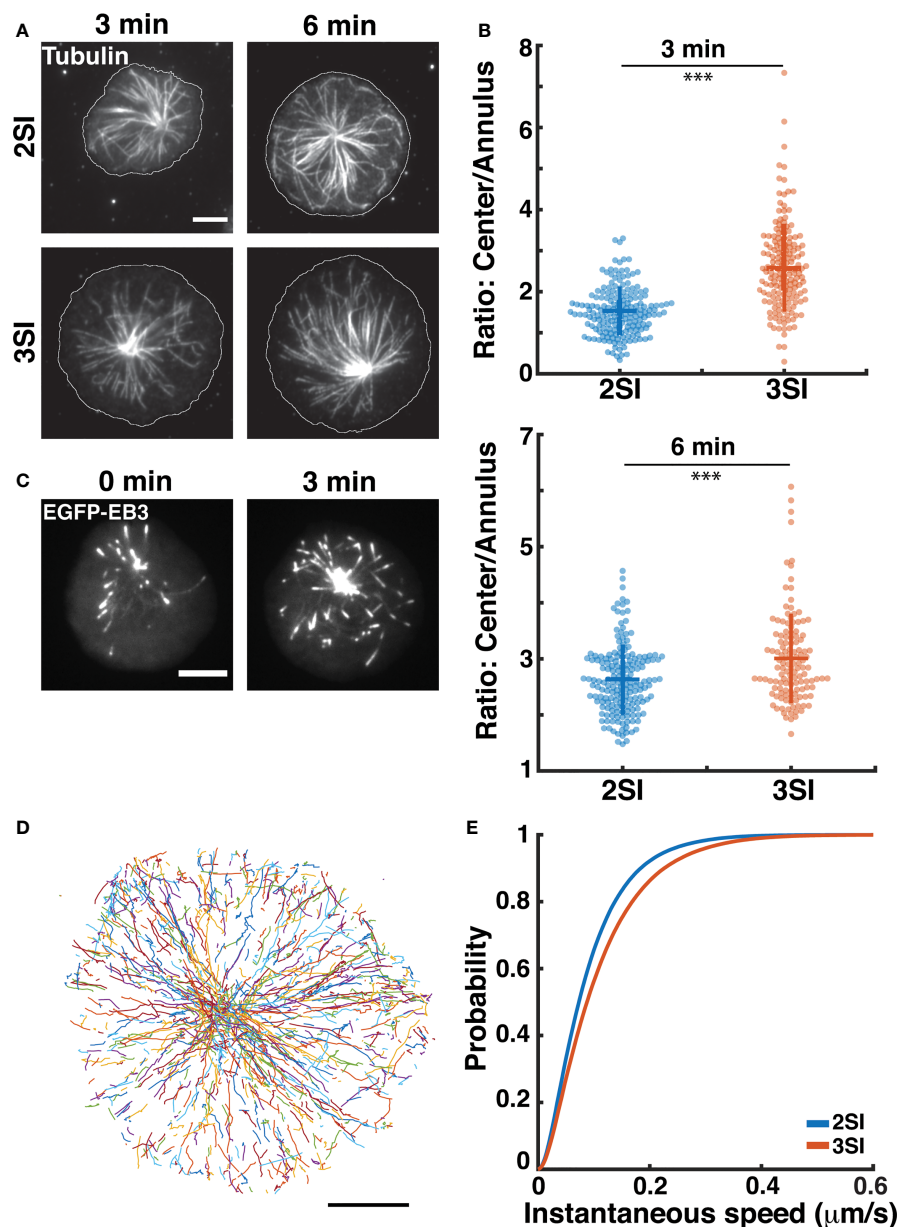 A
3 min
6 min
Tubulin
2SI
3SI
B
8
6
4
2
0
Ratio: Center/Annulus
3 min
***
2SI
3SI
7
5
3
1
Ratio: Center/Annulus
6 min
***
2SI
3SI
C
0 min
3 min
EGFP-EB3
D
E
1
0.8
0.6
0.4
0.2
0
Probability
2SI
3SI
0
0.2
0.4
0.6
Instantaneous speed (μm/s)